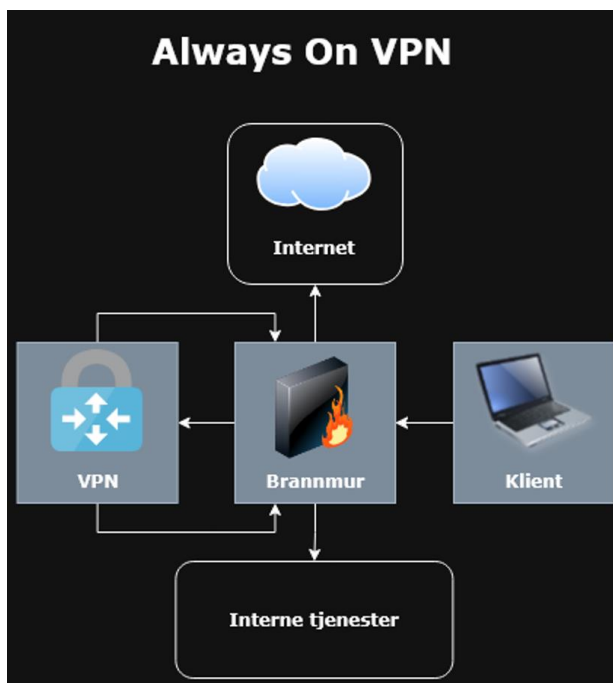 Always On VPN
Internet
VPN
Brannmur
Klient
Interne tjenester